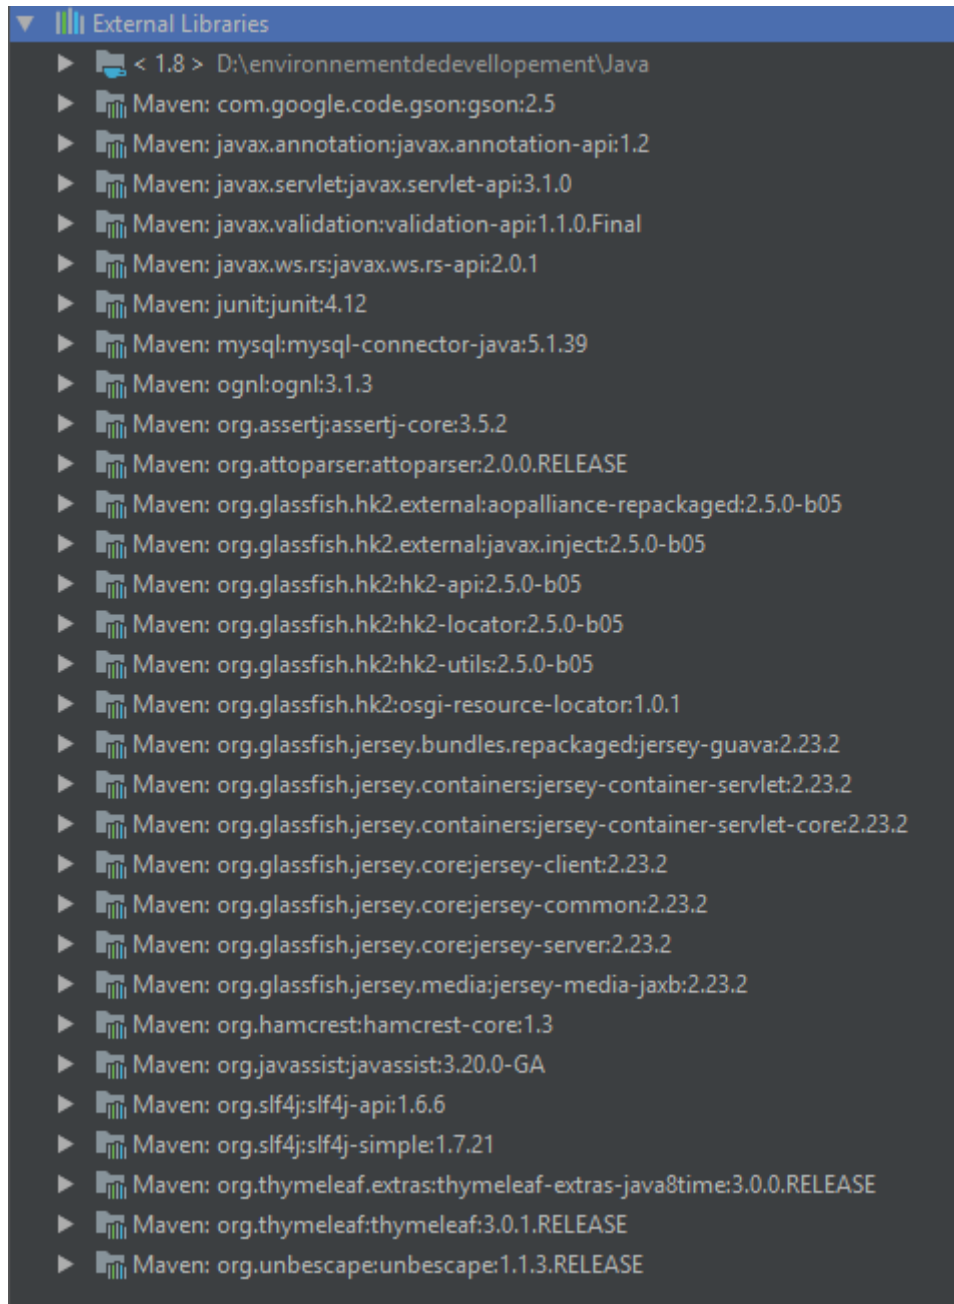 External Libraries
< 1.8 > D:\environnementdedevellopement\Java
Maven: com.google.code.gson:gson:2.5
Maven: javax.annotation:javax.annotation-api:1.2
Maven: javax.servlet:javax.servlet-api:3.1.0
Maven: javax.validation:validation-api:1.1.0.Final
Maven: javax.ws.rs:javax.ws.rs-api:2.0.1
Maven: junit:junit:4.12
Maven: mysql:mysql-connector-java:5.1.39
Maven: ognl:ognl:3.1.3
Maven: org.assertj:assertj-core:3.5.2
Maven: org.attoparser:attoparser:2.0.0.RELEASE
Maven: org.glassfish.hk2.external:aopalliance-repackaged:2.5.0-b05
Maven: org.glassfish.hk2.external:javax.inject:2.5.0-b05
Maven: org.glassfish.hk2:hk2-api:2.5.0-b05
Maven: org.glassfish.hk2:hk2-locator:2.5.0-b05
Maven: org.glassfish.hk2:hk2-utils:2.5.0-b05
Maven: org.glassfish.hk2:osgi-resource-locator:1.0.1
Maven: org.glassfish.jersey.bundles.repackaged:jersey-guava:2.23.2
Maven: org.glassfish.jersey.containers:jersey-container-servlet:2.23.2
Maven: org.glassfish.jersey.containers:jersey-container-servlet-core:2.23.2
Maven: org.glassfish.jersey.core:jersey-client:2.23.2
Maven: org.glassfish.jersey.core:jersey-common:2.23.2
Maven: org.glassfish.jersey.core:jersey-server:2.23.2
Maven: org.glassfish.jersey.media:jersey-media-jaxb:2.23.2
Maven: org.hamcrest:hamcrest-core:1.3
Maven: org.javassist:javassist:3.20.0-GA
Maven: org.slf4j:slf4j-api:1.6.6
Maven: org.slf4j:slf4j-simple:1.7.21
Maven: org.thymeleaf.extras:thymeleaf-extras-java8time:3.0.0.RELEASE
Maven: org.thymeleaf:thymeleaf:3.0.1.RELEASE
Maven: org.unbescape:unbescape:1.1.3.RELEASE